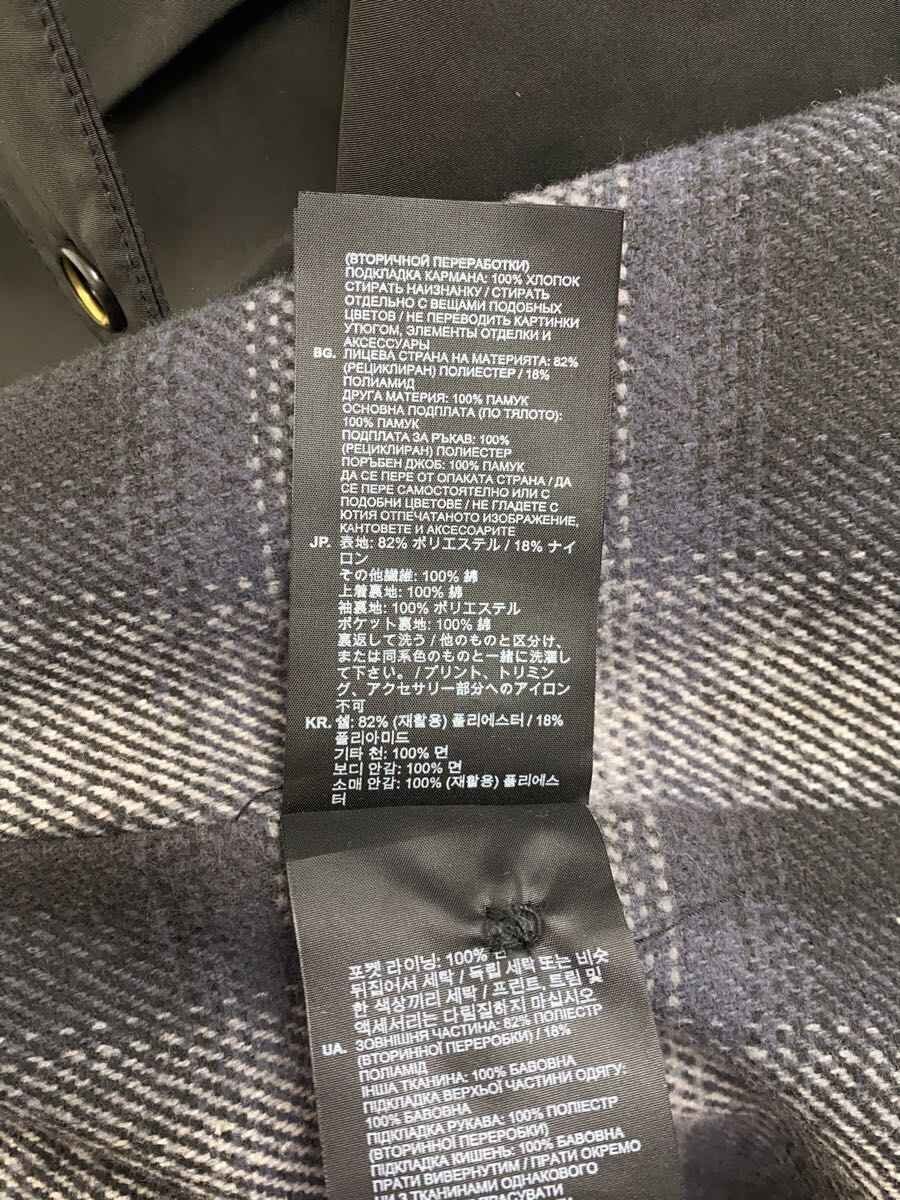 (ВТОРИЧНОЙ ПЕРЕРАБОТКИ)
ПОДКЛАДКА КАРМАНА: 100% ХЛОПОК
СТИРАТЬ НАИЗНАНКУ / СТИРАТЬ
ОТДЕЛЬНО С ВЕЩАМИ ПОДОБНЫХ
ЦВЕТОВ / НЕ ПЕРЕВОДИТЬ КАРТИНКИ
УТЮГОМ, ЭЛЕМЕНТЫ ОТДЕЛКИ И
АКСЕССУАРЫ
BG. ЛИЦЕВА СТРАНА НА МАТЕРИЯТА: 82%
(РЕЦИКЛИРАН) ПОЛИЕСТЕР / 18%
ПОЛИАМИД
ДРУГА МАТЕРИЯ: 100% ПАМУК
ОСНОВНА ПОДПЛАТА (ПО ТЯЛОТО):
100% ПАМУК
ПОДПЛАТА ЗА РЪКАВ: 100%
(РЕЦИКЛИРАН) ПОЛИЕСТЕР
ПОРЪБЕН ДЖОБ: 100% ПАМУК
ДА СЕ ПЕРЕ ОТ ОПАКАТА СТРАНА / ДА
СЕ ПЕРЕ САМОСТОЯТЕЛНО ИЛИ С
ПОДОБНИ ЦВЕТОВЕ / НЕ ГЛАДЕТЕ С
ЮТИЯ ОТПЕЧАТАНОТО ИЗОБРАЖЕНИЕ,
КАНТОВЕТЕ И АКСЕСОАРИТЕ
JP. 表地: 82% ポリエステル / 18% ナイ
ロン
その他繊維: 100% 綿
上着裏地: 100% 綿
袖裏地: 100% ポリエステル
ポケット裏地: 100% 綿
裏返して洗う / 他のものと区分け、
または同系色のものと一緒に洗濯し
て下さい。 / プリント、トリミン
グ、アクセサリー部分へのアイロン
不可
KR. 쉘: 82% (재활용) 폴리에스터 / 18%
폴리아미드
기타 천: 100% 면
보디 안감: 100% 면
소매 안감: 100% (재활용) 폴리에스
터
포켓 라이닝: 100%
뒤집어서 세탁 / 독립 세탁 또는 비슷
한 색상끼리 세탁 / 프린트, 트림 및
액세서리는 다림질하지 마십시오
UA. ЗОВНІШНЯ ЧАСТИНА: 82% ПОЛІЕСТР
(ВТОРИННОЇ ПЕРЕРОБКИ) / 18%
ПОЛІАМІД
ІНША ТКАНИНА: 100% БАВОВНА
ПІДКЛАДКА ВЕРХЬОЇ ЧАСТИНИ ОДЯГУ:
100% БАВОВНА
ПІДКЛАДКА РУКАВА: 100% ПОЛІЕСТР
(ВТОРИННОЇ ПЕРЕРОБКИ)
ПІДКЛАДКА КИШЕНЬ: 100% БАВОВНА
ПРАТИ ВИВЕРНУТИМ / ПРАТИ ОКРЕМО
ЧИ З ТКАНИНАМИ ОДНАКОВОГО